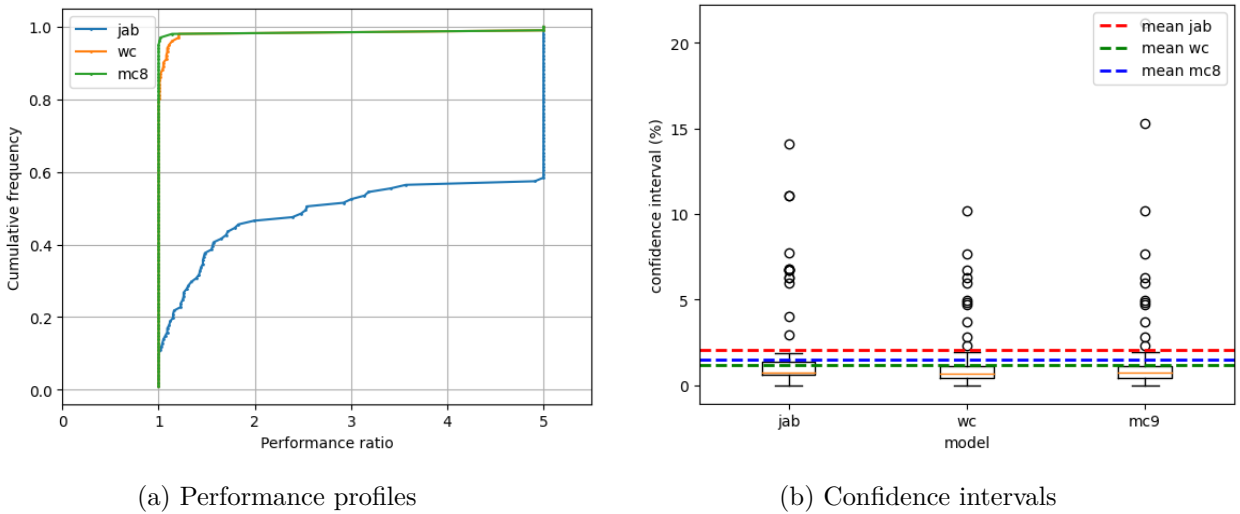 1.0
0.8
0.6
0.4
0.2
0.0
Cumulative frequency
jab
wc
mc8
0 1 2 3 4 5
Performance ratio
(a) Performance profiles
20
15
10
5
0
confidence interval (%)
mean jab
mean wc
mean mc8
jab wc mc9
model
(b) Confidence intervals